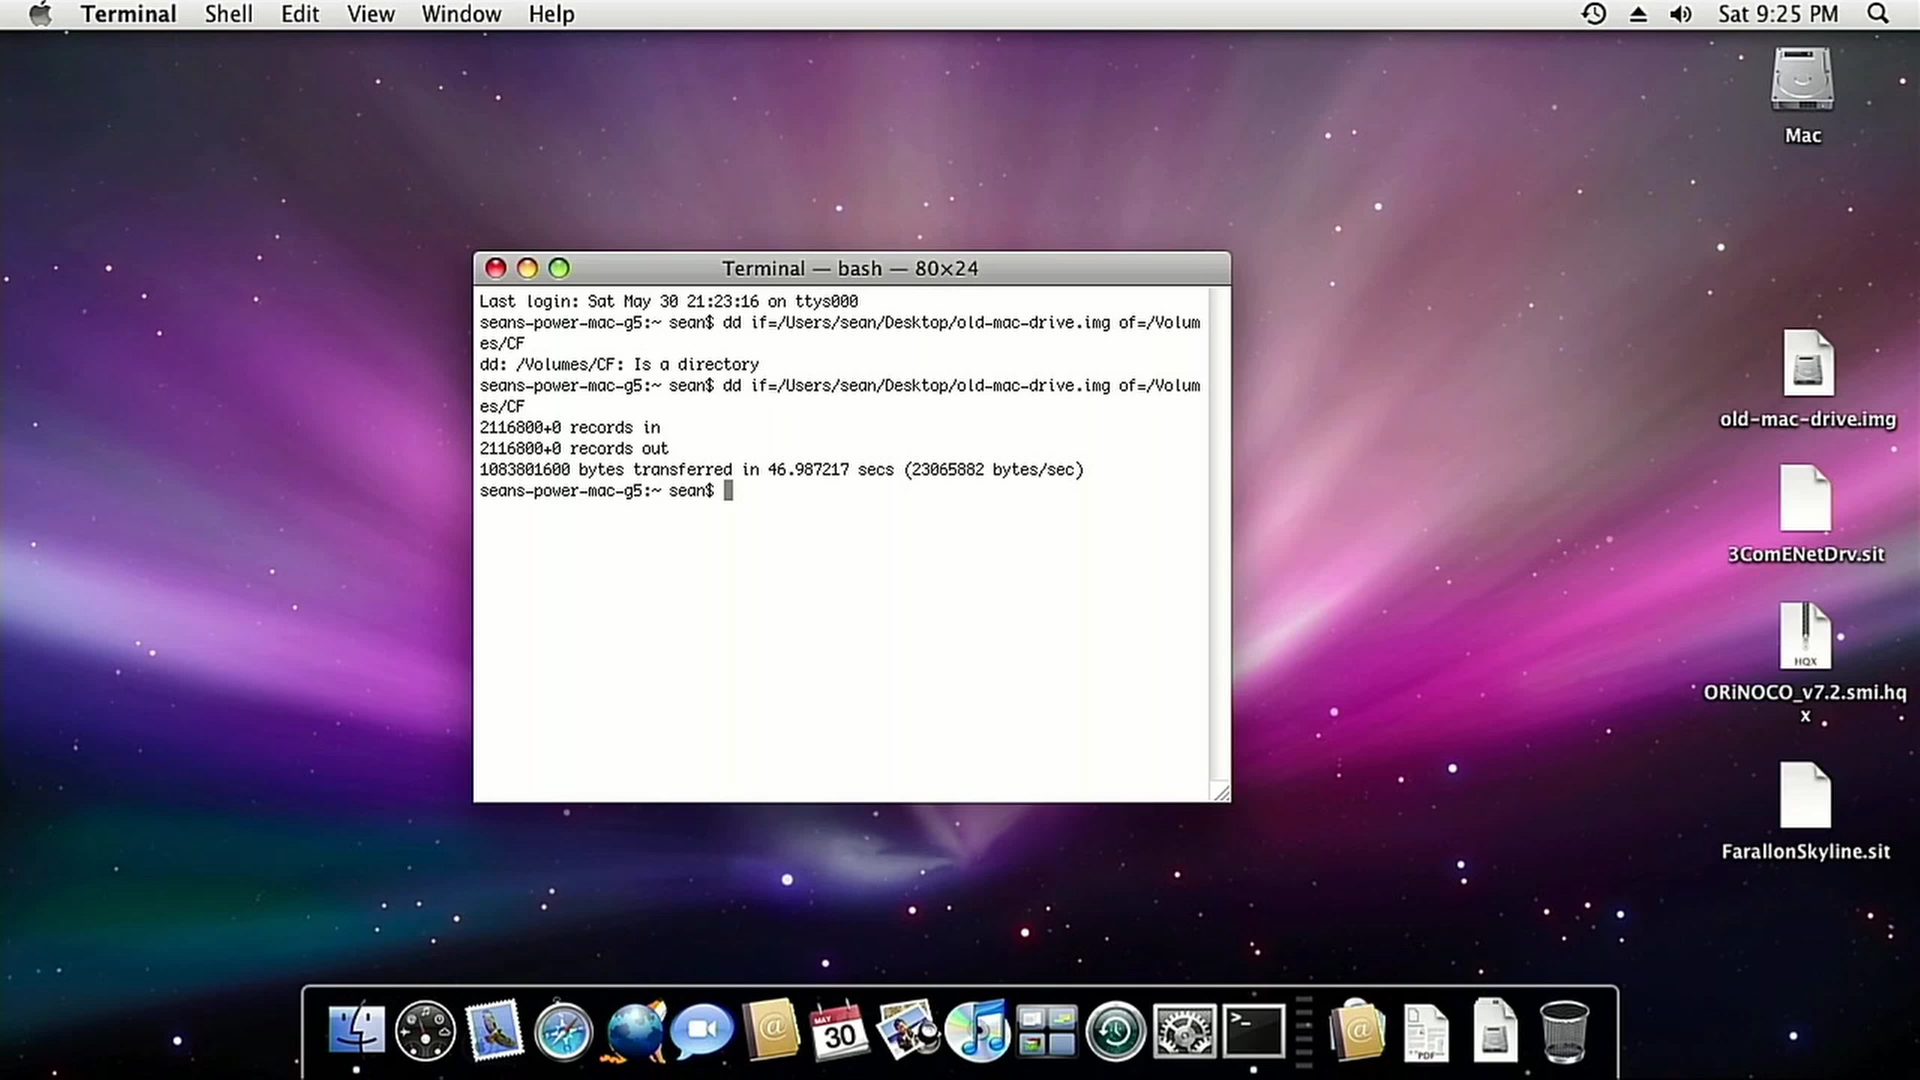 Terminal Shell Edit View Window Help
Sat 9:25 PM
Mac
Terminal — bash — 80×24
Last login: Sat May 30 21:23:16 on ttys000
seans-power-mac-g5:~ sean$ dd if=/Users/sean/Desktop/old-mac-drive.img of=/Volum
es/CF
dd: /Volumes/CF: Is a directory
seans-power-mac-g5:~ sean$ dd if=/Users/sean/Desktop/old-mac-drive.img of=/Volum
es/CF
2116800+0 records in
2116800+0 records out
1083801600 bytes transferred in 46.987217 secs (23065882 bytes/sec)
seans-power-mac-g5:~ sean$
old-mac-drive.img
3ComENetDrv.sit
HQX
ORiNOCO_v7.2.smi.hq
x
FarallonSkyline.sit
MAY
30
>_
PDF